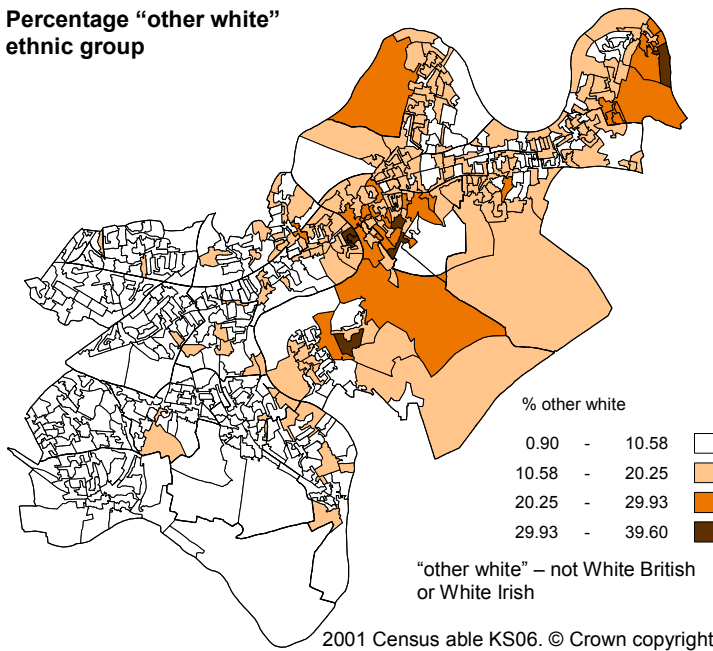 Percentage “other white”
ethnic group
% other white
0.90 - 10.58
10.58 - 20.25
20.25 - 29.93
29.93 - 39.60
“other white” – not White British
or White Irish
2001 Census able KS06. © Crown copyright